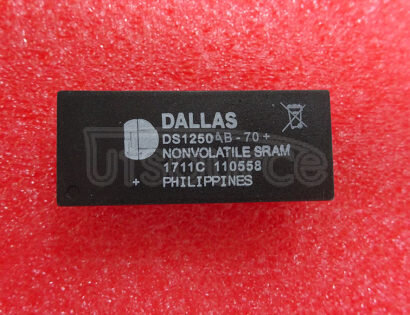 DALLAS
DS1250AB-70+
NONVOLATILE SRAM
1711C 110558
+ PHILIPPINES